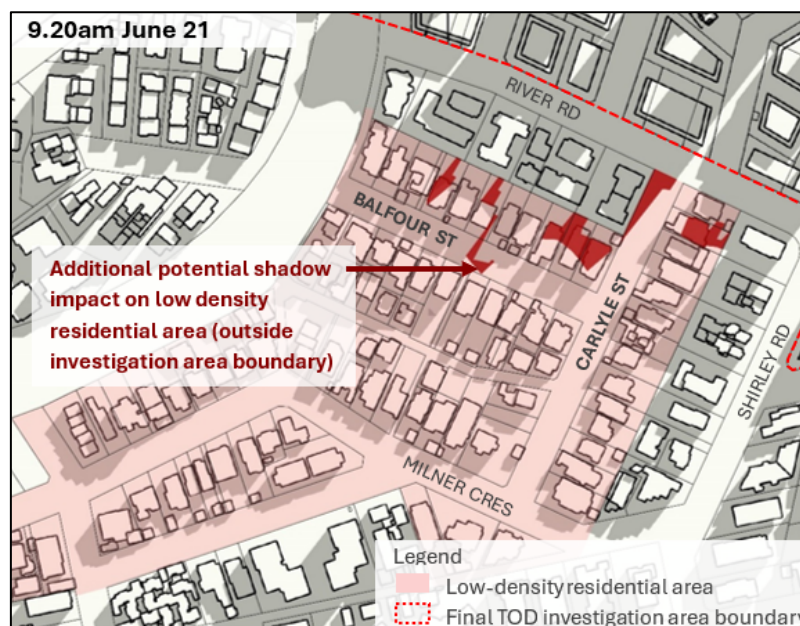 9.20am June 21
RIVER RD
BALFOUR ST
Additional potential shadow
impact on low density
residential area (outside
investigation area boundary)
CARLYLE ST
SHIRLEY RD
MILNER CRES
Legend
Low-density residential area
Final TOD investigation area boundary